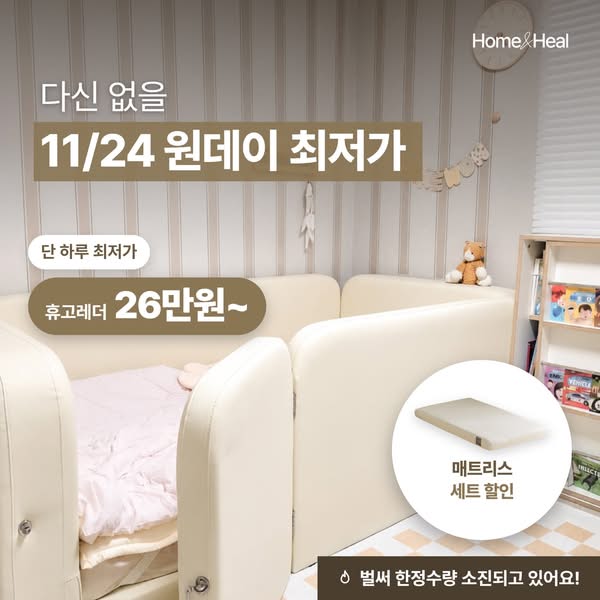 Home&Heal
다신 없을
11/24 원데이 최저가
단 하루 최저가
휴고레더 26만원~
VEHICLE
매트리스
세트 할인
벌써 한정수량 소진되고 있어요!